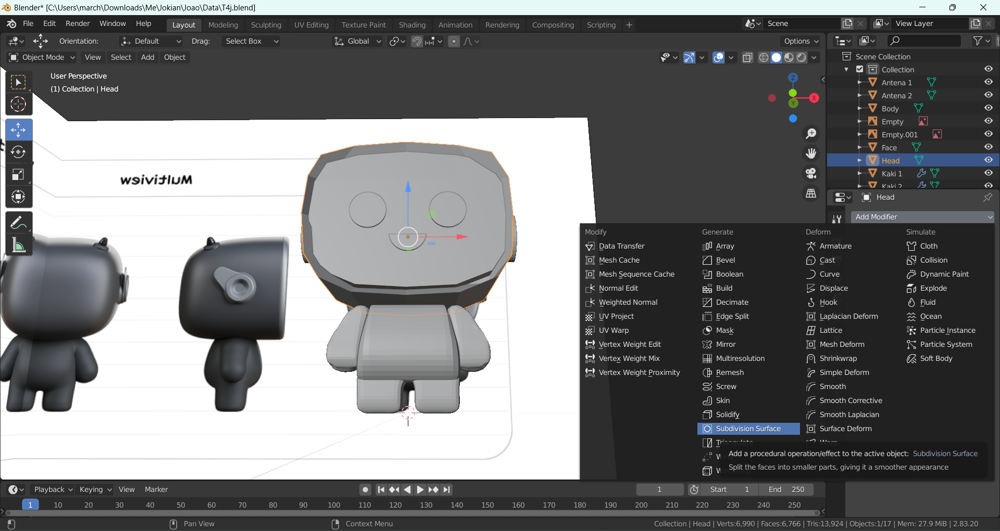 Blender* [C:\Users\march\Downloads\Me\Jokian\Joao\Data\T4j.blend]
File Edit Render Window Help Layout Modeling Sculpting UV Editing Texture Paint Shading Animation Rendering Compositing Scripting + Scene View Layer
Orientation: Default Drag: Select Box Global Options
Object Mode View Select Add Object
User Perspective
(1) Collection | Head
Z
X
Y
Multiview
Scene Collection
Collection
Antena 1
Antena 2
Body
Empty
Empty.001
Face
Head
Kaki 1
Kaki 2
Head
Add Modifier
Modify Generate Deform Simulate
Data Transfer Array Armature Cloth
Mesh Cache Bevel Cast Collision
Mesh Sequence Cache Boolean Curve Dynamic Paint
Normal Edit Build Displace Explode
Weighted Normal Decimate Hook Fluid
UV Project Edge Split Laplacian Deform Ocean
UV Warp Mask Lattice Particle Instance
Vertex Weight Edit Mirror Mesh Deform Particle System
Vertex Weight Mix Multiresolution Shrinkwrap Soft Body
Vertex Weight Proximity Remesh Simple Deform
Screw Smooth
Skin Smooth Corrective
Solidify Smooth Laplacian
Subdivision Surface Surface Deform
Triangulate Warp
Add a procedural operation/effect to the active object: Subdivision Surface
Split the faces into smaller parts, giving it a smoother appearance
Playback Keying View Marker 1 Start 1 End 250
1 10 20 30 40 50 60 70 80 90 100 110 120 130 140 150 160 170 180 190 200 210 220 230 240 250
Pan View Context Menu Collection | Head | Verts:6,990 | Faces:6,766 | Tris:13,924 | Objects:1/17 | Mem: 27.9 MiB | 2.83.20